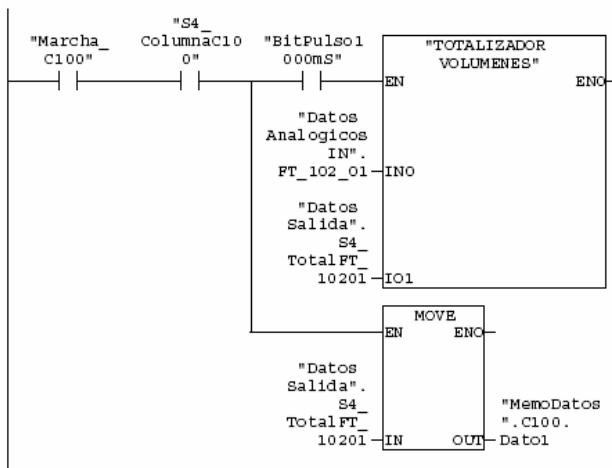 "S4_
"Marcha_ ColumnaC10 "BitPulso1
C100" 0" 000mS"
"TOTALIZADOR
VOLUMENES"
EN ENO
"Datos
Analogicos
IN".
FT_102_01 IN0
"Datos
Salida".
S4_
TotalFT_
10201 IO1
MOVE
EN ENO
"Datos
Salida".
S4_
TotalFT_
10201 IN
OUT
"MemoDatos
".C100.
Dato1